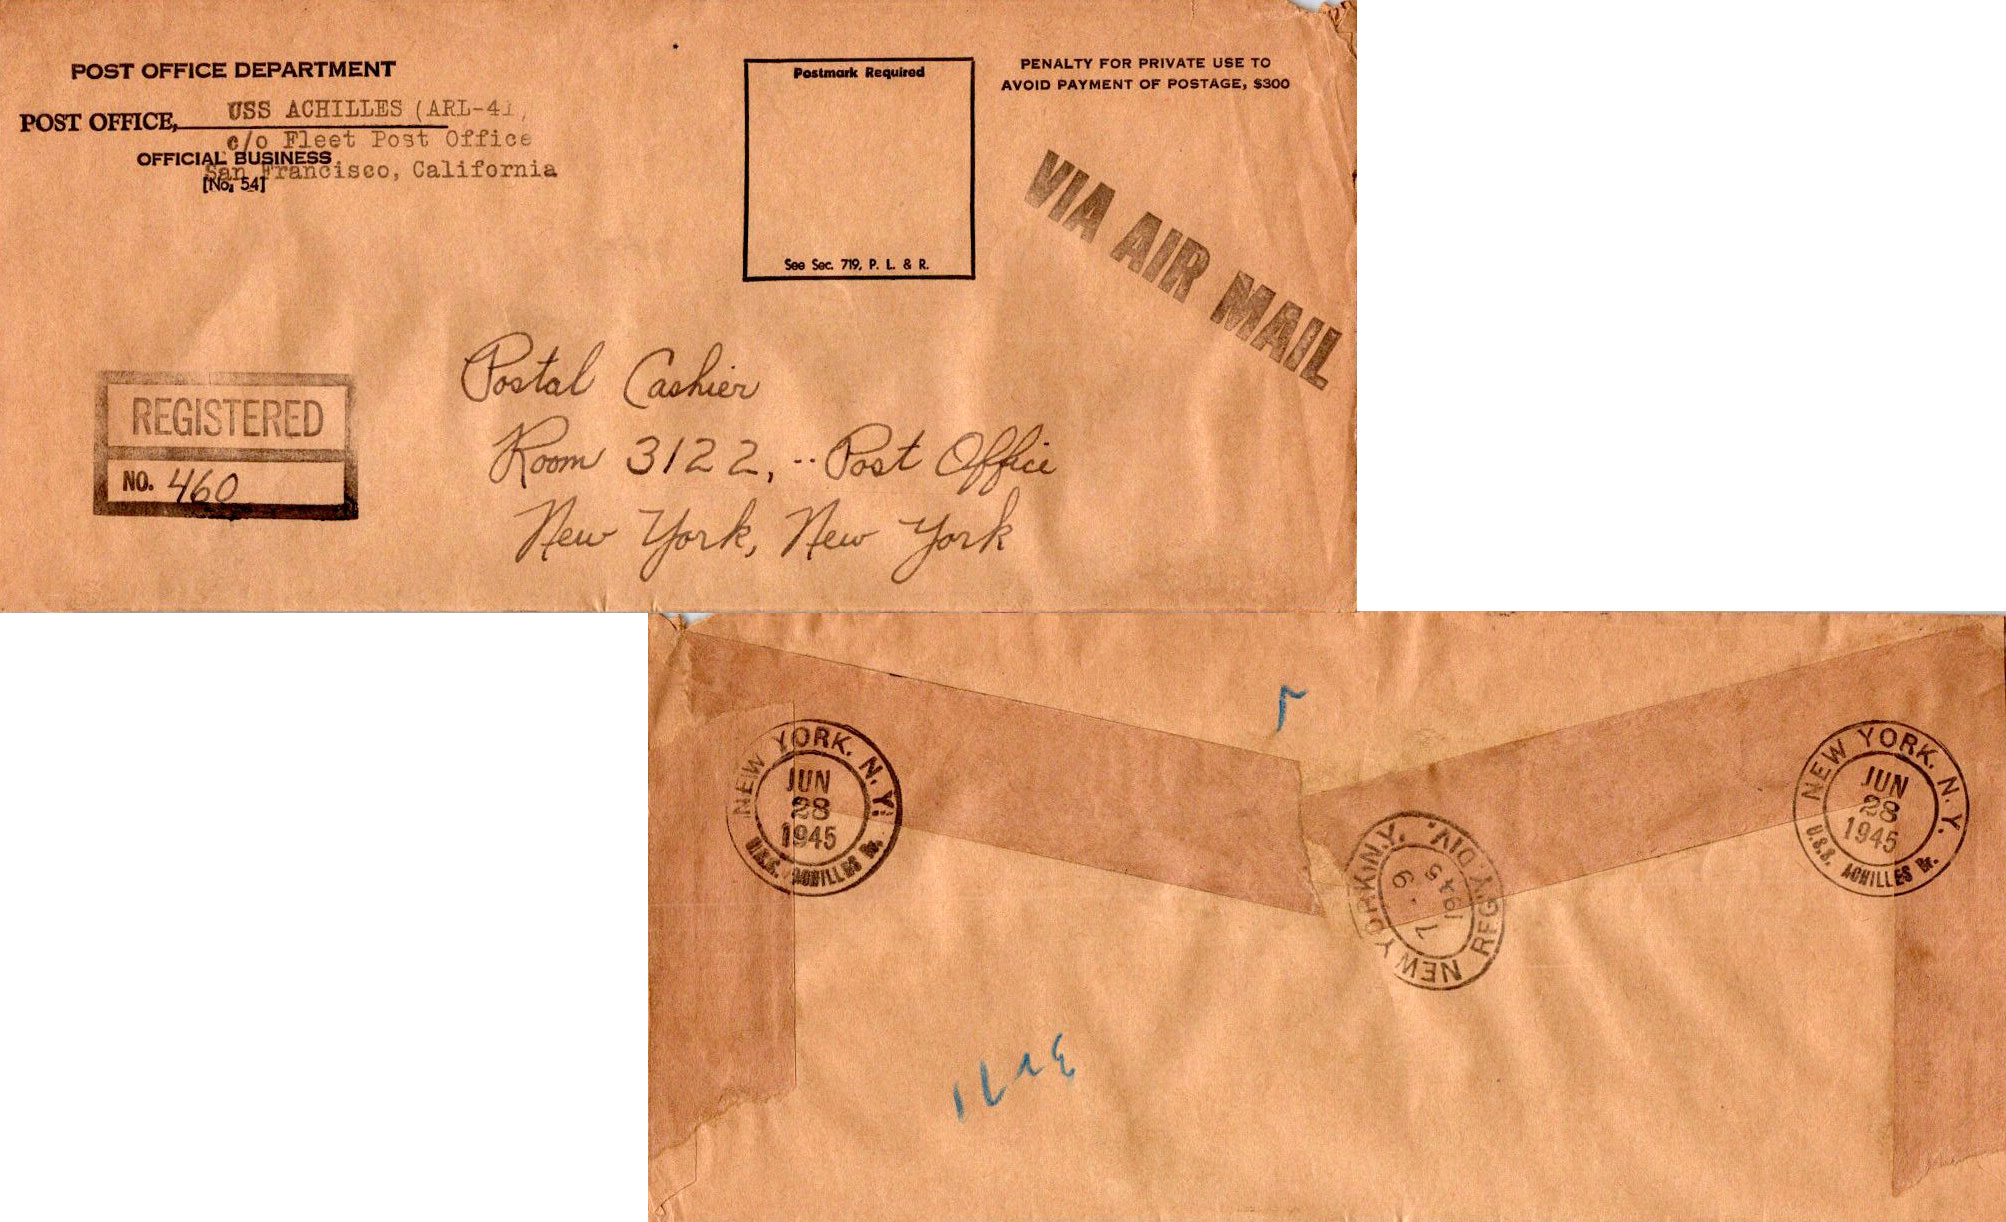 POST OFFICE DEPARTMENT
POST OFFICE,
USS ACHILLES (ARL-41)
c/o Fleet Post Office
OFFICIAL BUSINESS
San Francisco, California
[No. 54]
Postmark Required
See Sec. 719, P. L. & R.
PENALTY FOR PRIVATE USE TO
AVOID PAYMENT OF POSTAGE, $300
VIA AIR MAIL
REGISTERED
NO. 460
Postal Cashier
Room 3122, Post Office
New York, New York
NEW YORK, N.Y.
JUN
28
1945
U.S.S. ACHILLES Br.
NEW YORK, N.Y.
REG'Y. DIV.
7 - 9
1945
NEW YORK, N.Y.
JUN
28
1945
U.S.S. ACHILLES Br.